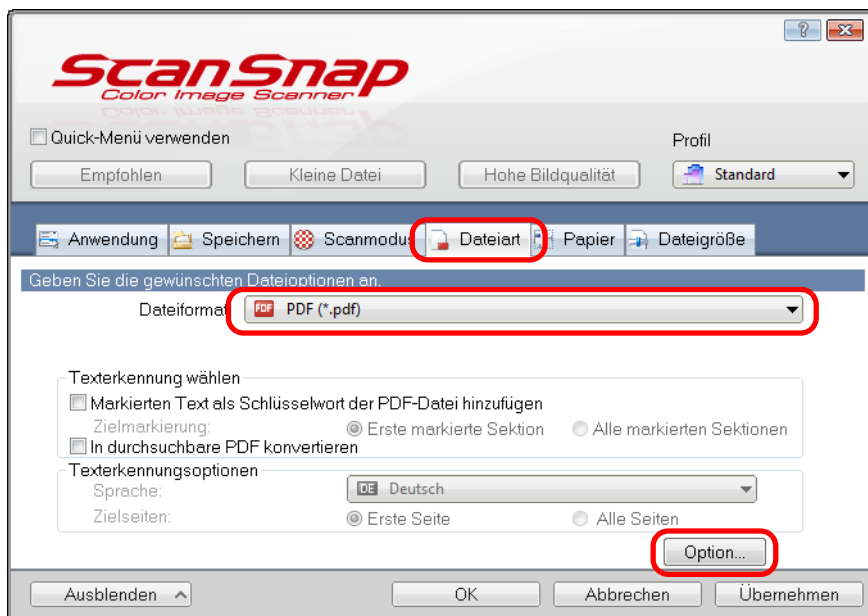 ScanSnap
Color Image Scanner
Quick-Menü verwenden
Profil
Empfohlen Kleine Datei Hohe Bildqualität Standard
Anwendung Speichern Scanmodus Dateiart Papier Dateigröße
Geben Sie die gewünschten Dateioptionen an.
Dateiformat PDF PDF (*.pdf)
Texterkennung wählen
Markierten Text als Schlüsselwort der PDF-Datei hinzufügen
Zielmarkierung: Erste markierte Sektion Alle markierten Sektionen
In durchsuchbare PDF konvertieren
Texterkennungsoptionen
Sprache: DE Deutsch
Zielseiten: Erste Seite Alle Seiten
Option...
Ausblenden OK Abbrechen Übernehmen